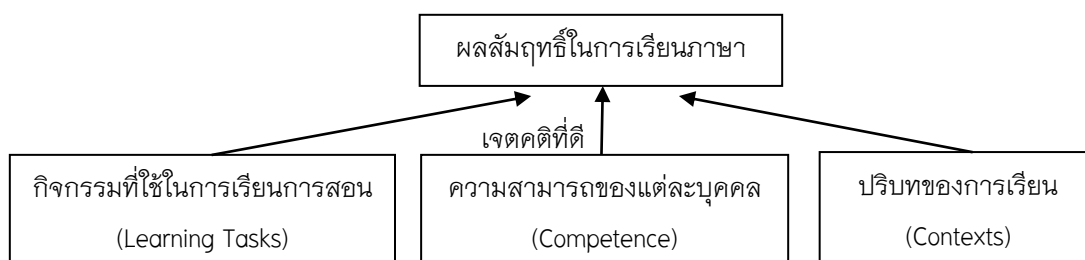 ผลสัมฤทธิ์ในการเรียนภาษา
เจตคติที่ดี
กิจกรรมที่ใช้ในการเรียนการสอน
(Learning Tasks)
ความสามารถของแต่ละบุคคล
(Competence)
ปริบทของการเรียน
(Contexts)